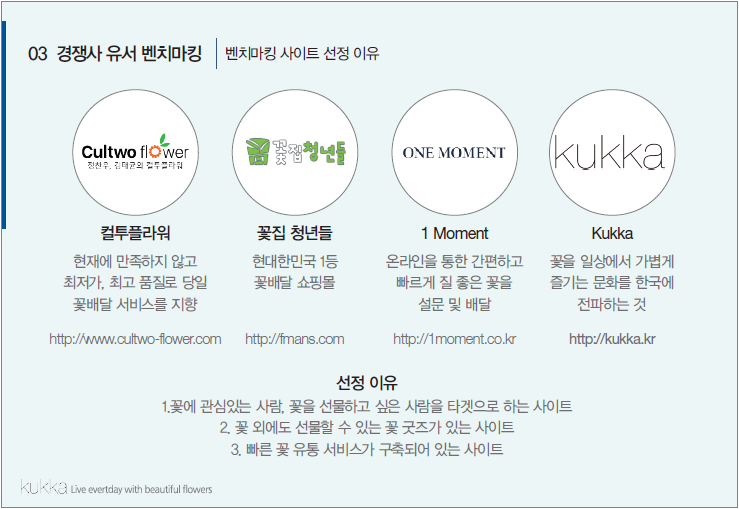 03 경쟁사 유서 벤치마킹 벤치마킹 사이트 선정 이유
Cultwo flower
정찬우, 김태균의 컬투플라워
꽃집청년들
ONE MOMENT
kukka
컬투플라워
현재에 만족하지 않고
최저가, 최고 품질로 당일
꽃배달 서비스를 지향
http://www.cultwo-flower.com
꽃집 청년들
현대한민국 1등
꽃배달 쇼핑몰
http://fmans.com
1 Moment
온라인을 통한 간편하고
빠르게 질 좋은 꽃을
설문 및 배달
http://1moment.co.kr
Kukka
꽃을 일상에서 가볍게
즐기는 문화를 한국에
전파하는 것
http://kukka.kr
선정 이유
1.꽃에 관심있는 사람, 꽃을 선물하고 싶은 사람을 타겟으로 하는 사이트
2. 꽃 외에도 선물할 수 있는 꽃 굿즈가 있는 사이트
3. 빠른 꽃 유통 서비스가 구축되어 있는 사이트
kukka Live evertday with beautiful flowers